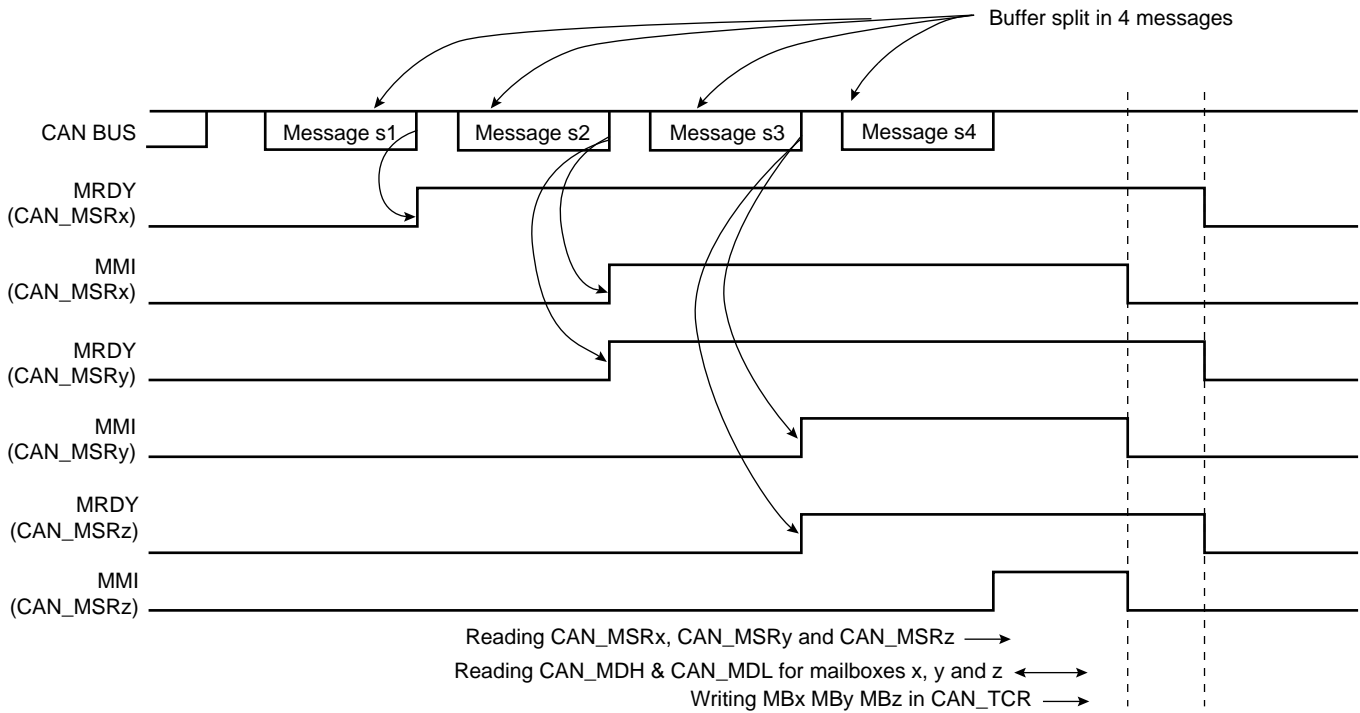 Buffer split in 4 messages
CAN BUS
Message s1
Message s2
Message s3
Message s4
MRDY
(CAN_MSRx)
MMI
(CAN_MSRx)
MRDY
(CAN_MSRy)
MMI
(CAN_MSRy)
MRDY
(CAN_MSRz)
MMI
(CAN_MSRz)
Reading CAN_MSRx, CAN_MSRy and CAN_MSRz
Reading CAN_MDH & CAN_MDL for mailboxes x, y and z
Writing MBx MBy MBz in CAN_TCR